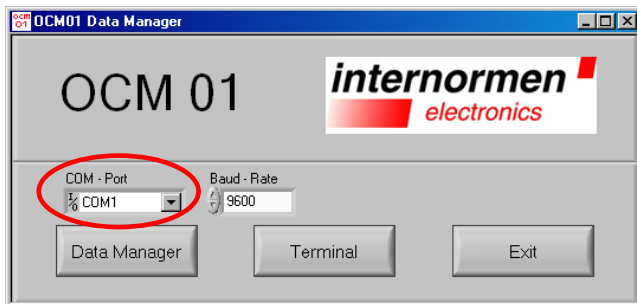 OCM01 Data Manager
OCM 01
internormen
electronics
COM - Port
Baud - Rate
COM1
9600
Data Manager
Terminal
Exit